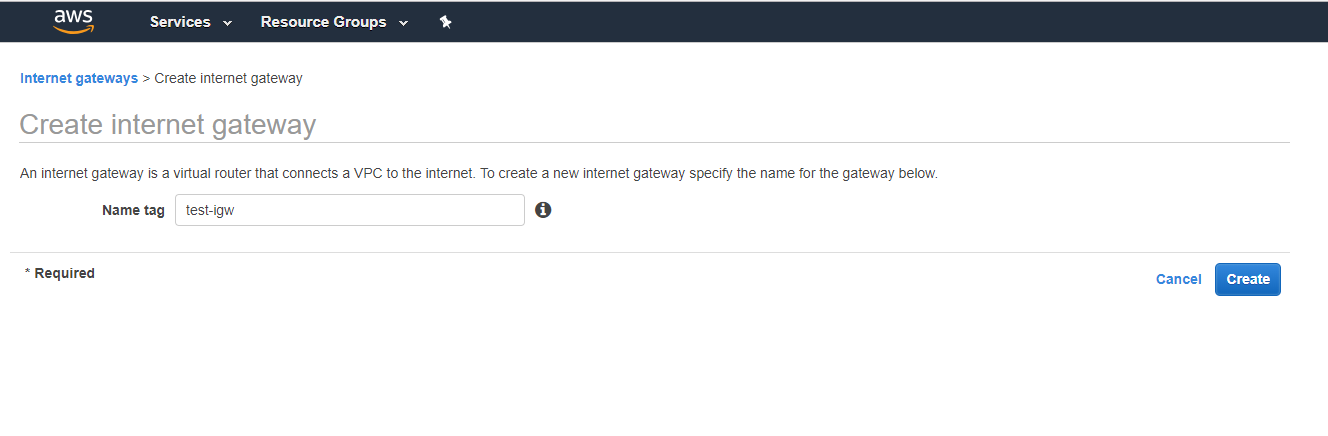 aws Services Resource Groups
Internet gateways > Create internet gateway
Create internet gateway
An internet gateway is a virtual router that connects a VPC to the internet. To create a new internet gateway specify the name for the gateway below.
Name tag test-igw
* Required
Cancel Create